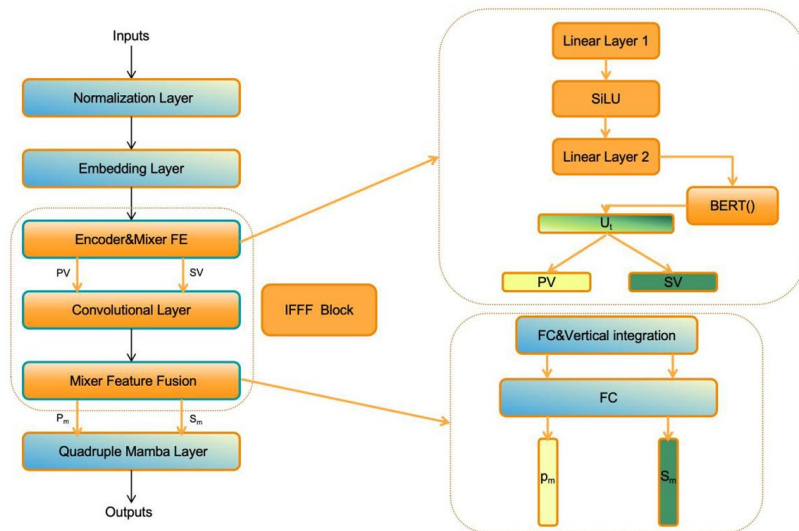 Inputs
Normalization Layer
Embedding Layer
Encoder&Mixer FE
PV
SV
Convolutional Layer
Mixer Feature Fusion
Pₘ
Sₘ
Quadruple Mamba Layer
Outputs
IFFF Block
Linear Layer 1
SiLU
Linear Layer 2
BERT()
Uₜ
PV
SV
FC&Vertical integration
FC
pₘ
Sₘ